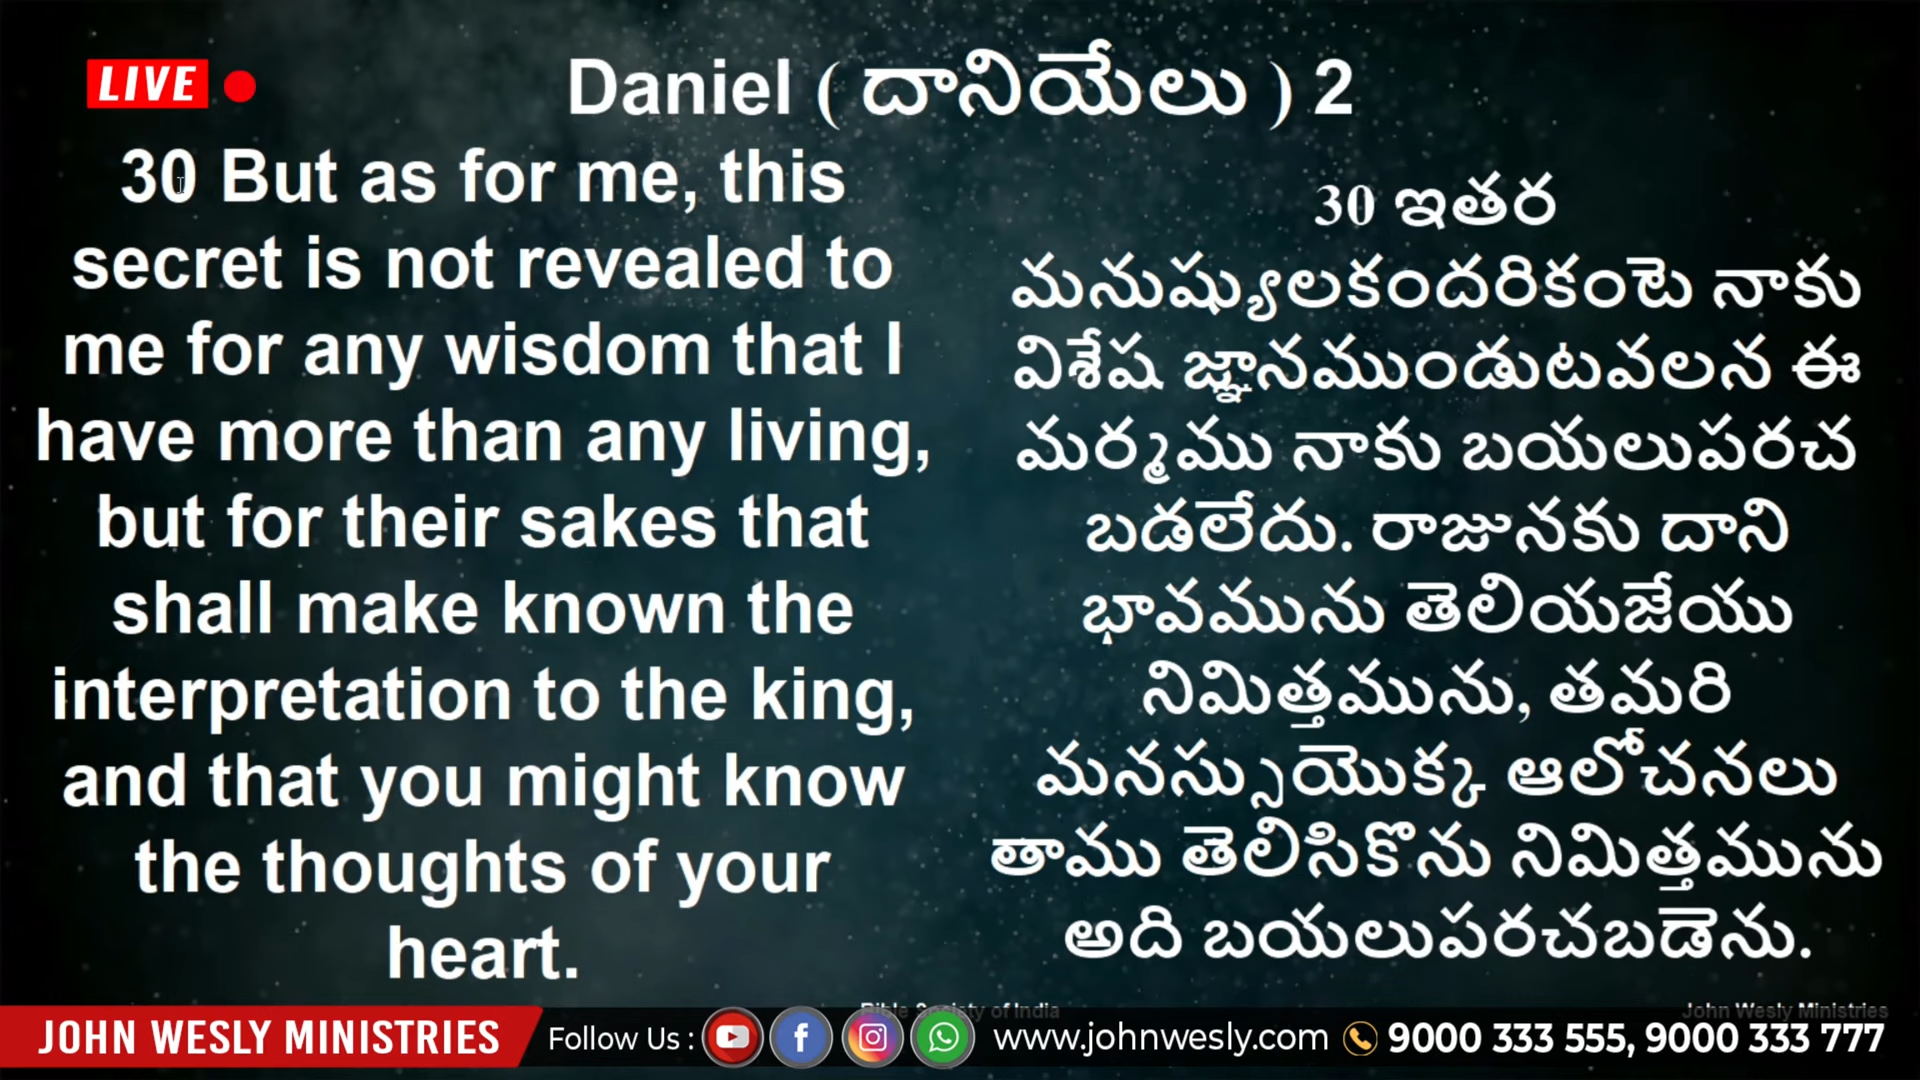 LIVE
Daniel ( దానియేలు ) 2
30 But as for me, this
secret is not revealed to
me for any wisdom that I
have more than any living,
but for their sakes that
shall make known the
interpretation to the king,
and that you might know
the thoughts of your
heart.
30 ఇతర
మనుష్యులకందరికంటె నాకు
విశేష జ్ఞానముండుటవలన ఈ
మర్మము నాకు బయలుపరచ
బడలేదు. రాజునకు దాని
భావమును తెలియజేయు
నిమిత్తమును, తమరి
మనస్సుయొక్క ఆలోచనలు
తాము తెలిసికొను నిమిత్తమును
అది బయలుపరచబడెను.
Bible Society of India
John Wesly Ministries
JOHN WESLY MINISTRIES
Follow Us :
www.johnwesly.com
9000 333 555, 9000 333 777